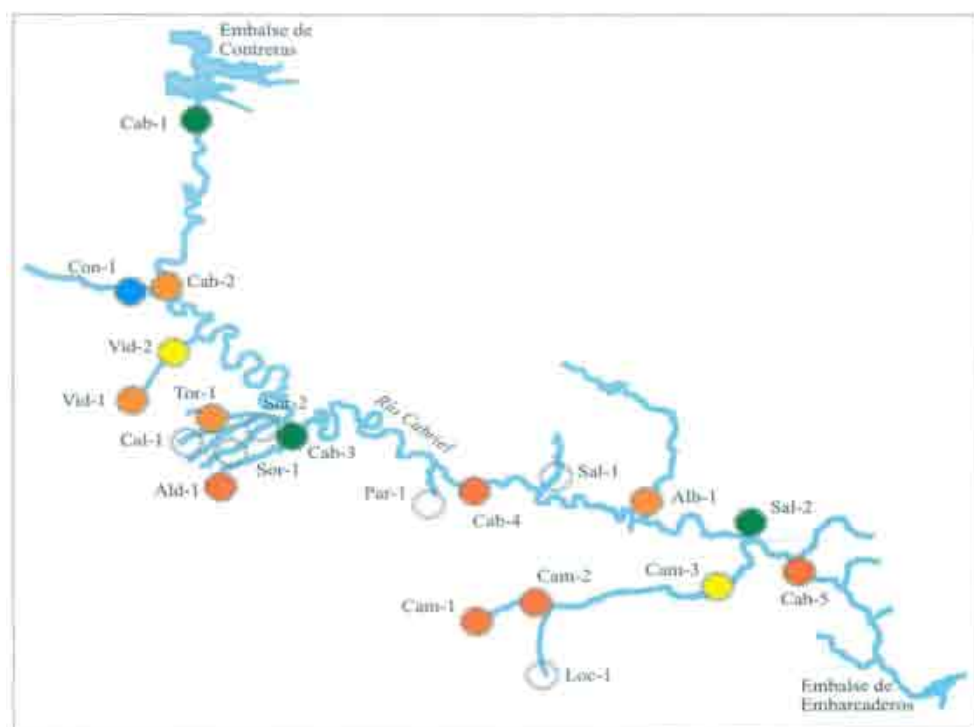 Embalse de
Contreras
Cab-1
Con-1
Cab-2
Vid-2
Vid-1
Tor-1
Sor-2
Cal-1
Cab-3
Sor-1
Ald-1
Río Cabriel
Par-1
Cab-4
Sal-1
Alb-1
Sal-2
Cam-3
Cab-5
Cam-2
Cam-1
Loc-1
Embalse de
Embarcaderos